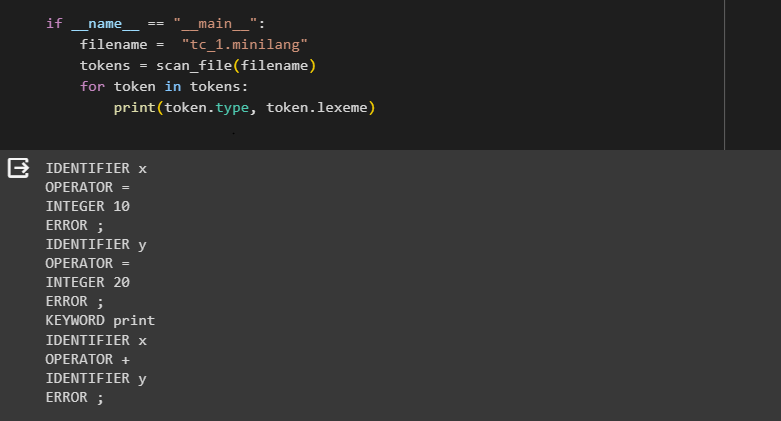 if __name__ == "__main__":
    filename =  "tc_1.minilang"
    tokens = scan_file(filename)
    for token in tokens:
        print(token.type, token.lexeme)
IDENTIFIER x
OPERATOR =
INTEGER 10
ERROR ;
IDENTIFIER y
OPERATOR =
INTEGER 20
ERROR ;
KEYWORD print
IDENTIFIER x
OPERATOR +
IDENTIFIER y
ERROR ;